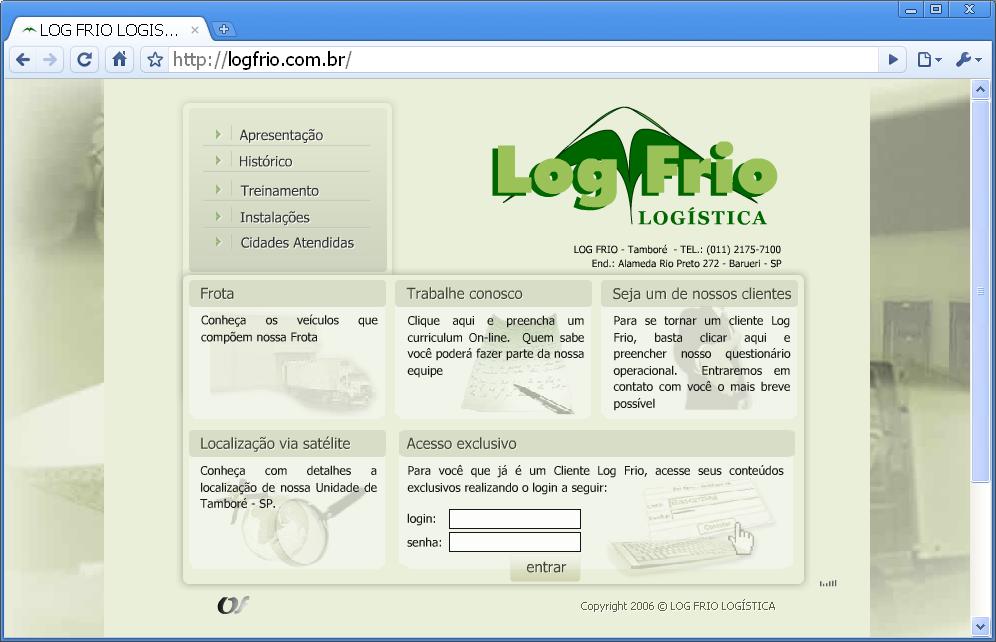 LOG FRIO LOGIS...
http://logfrio.com.br/
Apresentação
Histórico
Treinamento
Instalações
Cidades Atendidas
Log Frio
LOGÍSTICA
LOG FRIO - Tamboré - TEL.: (011) 2175-7100
End.: Alameda Rio Preto 272 - Barueri - SP
Frota
Conheça os veículos que
compõem nossa Frota
Trabalhe conosco
Clique aqui e preencha um
curriculum On-line. Quem sabe
você poderá fazer parte da nossa
equipe
Seja um de nossos clientes
Para se tornar um cliente Log
Frio, basta clicar aqui e
preencher nosso questionário
operacional. Entraremos em
contato com você o mais breve
possível
Localização via satélite
Conheça com detalhes a
localização de nossa Unidade de
Tamboré - SP.
Acesso exclusivo
Para você que já é um Cliente Log Frio, acesse seus conteúdos
exclusivos realizando o login a seguir:
login:
senha:
entrar
Copyright 2006 © LOG FRIO LOGÍSTICA